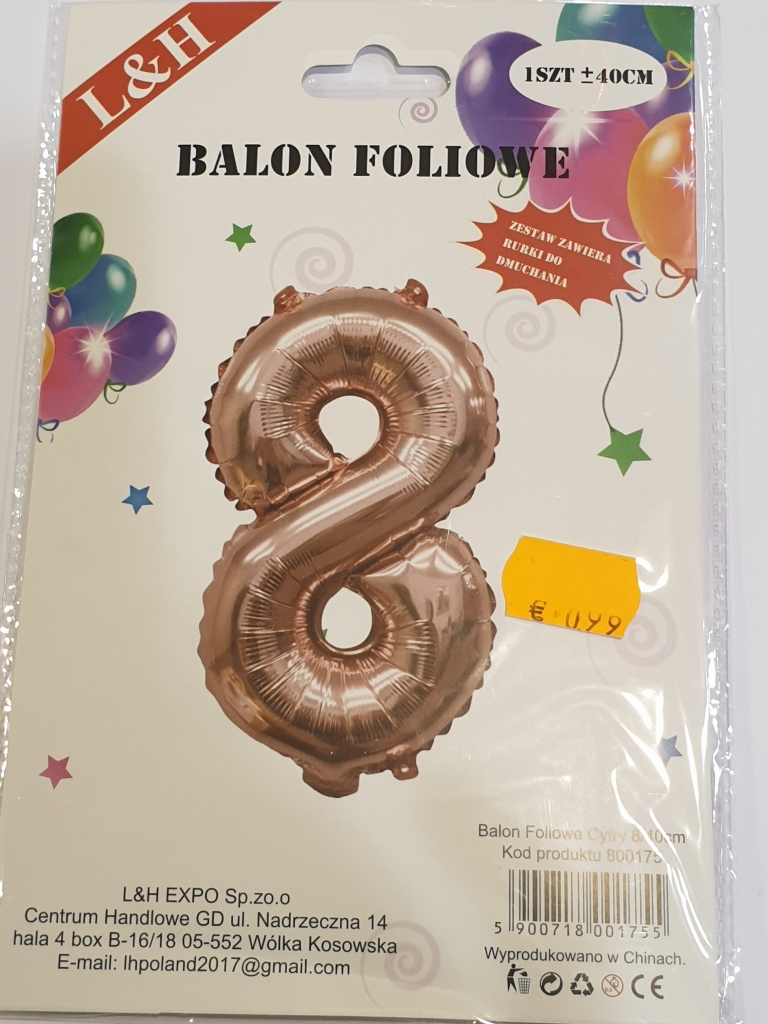 L&H
1SZT ±40CM
BALON FOLIOWE
ZESTAW ZAWIERA
RURKI DO
DMUCHANIA
€ 0,99
Balon Foliowe Cyfry 8/40cm
Kod produktu 800175
5 900718 001755
Wyprodukowano w Chinach.
CE
L&H EXPO Sp.zo.o
Centrum Handlowe GD ul. Nadrzeczna 14
hala 4 box B-16/18 05-552 Wólka Kosowska
E-mail: lhpoland2017@gmail.com